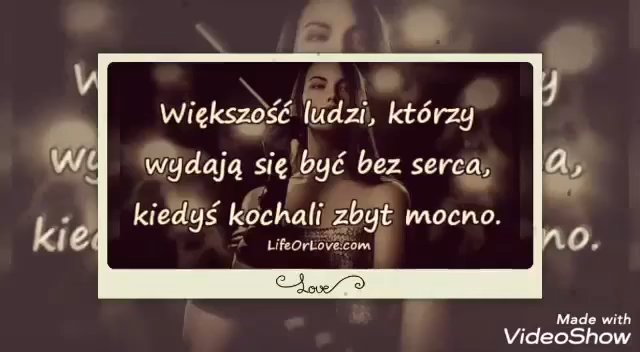 Większość ludzi, którzy
wydają się być bez serca,
kiedyś kochali zbyt mocno.
LifeOrLove.com
Love
Made with
VideoShow